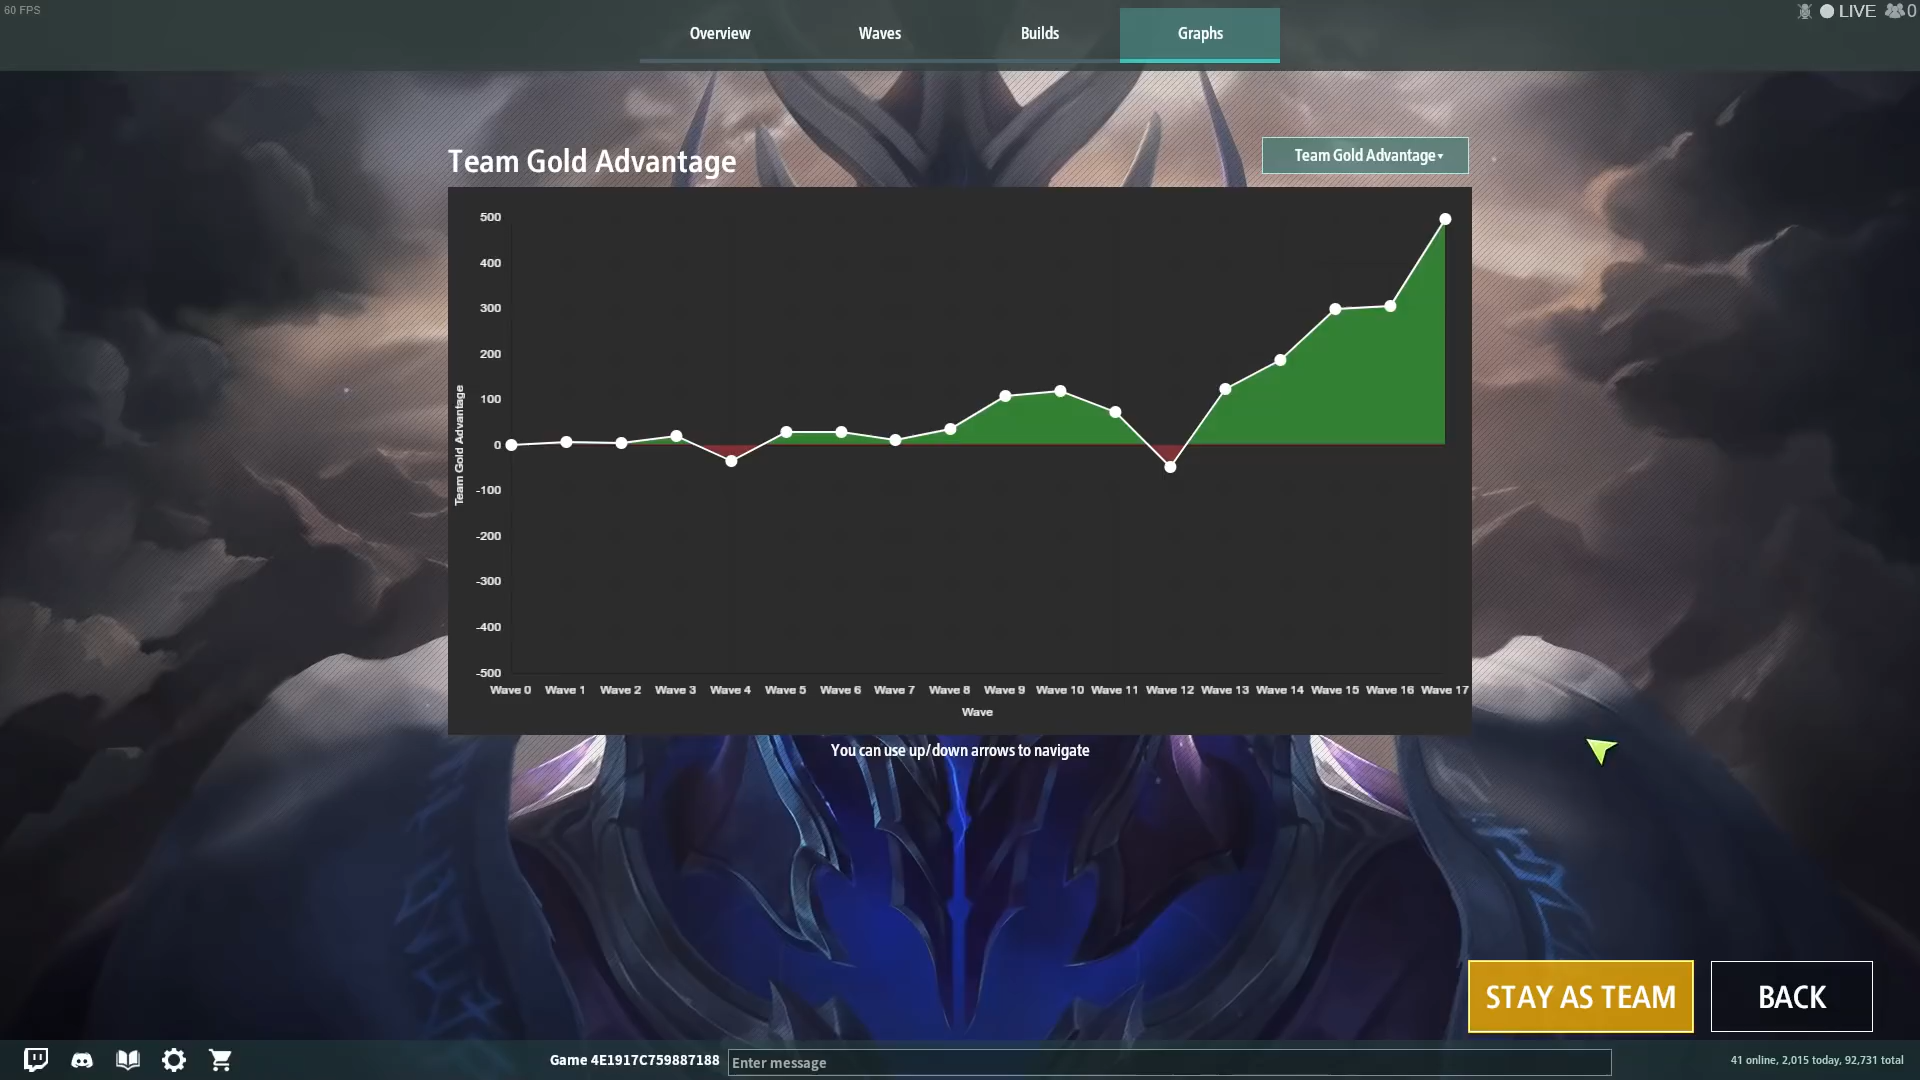 60 FPS
Overview
Waves
Builds
Graphs
LIVE
0
Team Gold Advantage
Team Gold Advantage▾
Team Gold Advantage
500
400
300
200
100
0
-100
-200
-300
-400
-500
Wave 0 Wave 1 Wave 2 Wave 3 Wave 4 Wave 5 Wave 6 Wave 7 Wave 8 Wave 9 Wave 10 Wave 11 Wave 12 Wave 13 Wave 14 Wave 15 Wave 16 Wave 17
Wave
You can use up/down arrows to navigate
STAY AS TEAM
BACK
Game 4E1917C759887188
Enter message
41 online, 2,015 today, 92,731 total